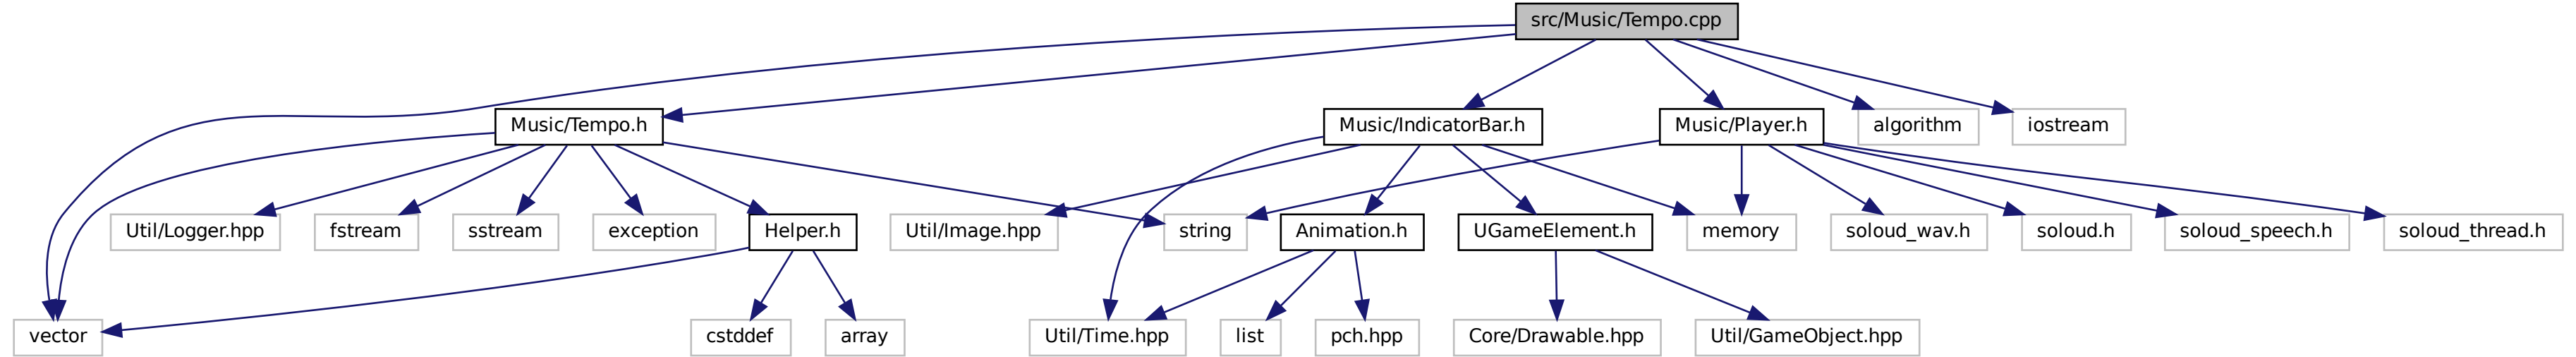 src/Music/Tempo.cpp
Music/Tempo.h
Music/IndicatorBar.h
Music/Player.h
algorithm
iostream
Util/Logger.hpp
fstream
sstream
exception
Helper.h
Util/Image.hpp
string
Animation.h
UGameElement.h
memory
soloud_wav.h
soloud.h
soloud_speech.h
soloud_thread.h
vector
cstddef
array
Util/Time.hpp
list
pch.hpp
Core/Drawable.hpp
Util/GameObject.hpp